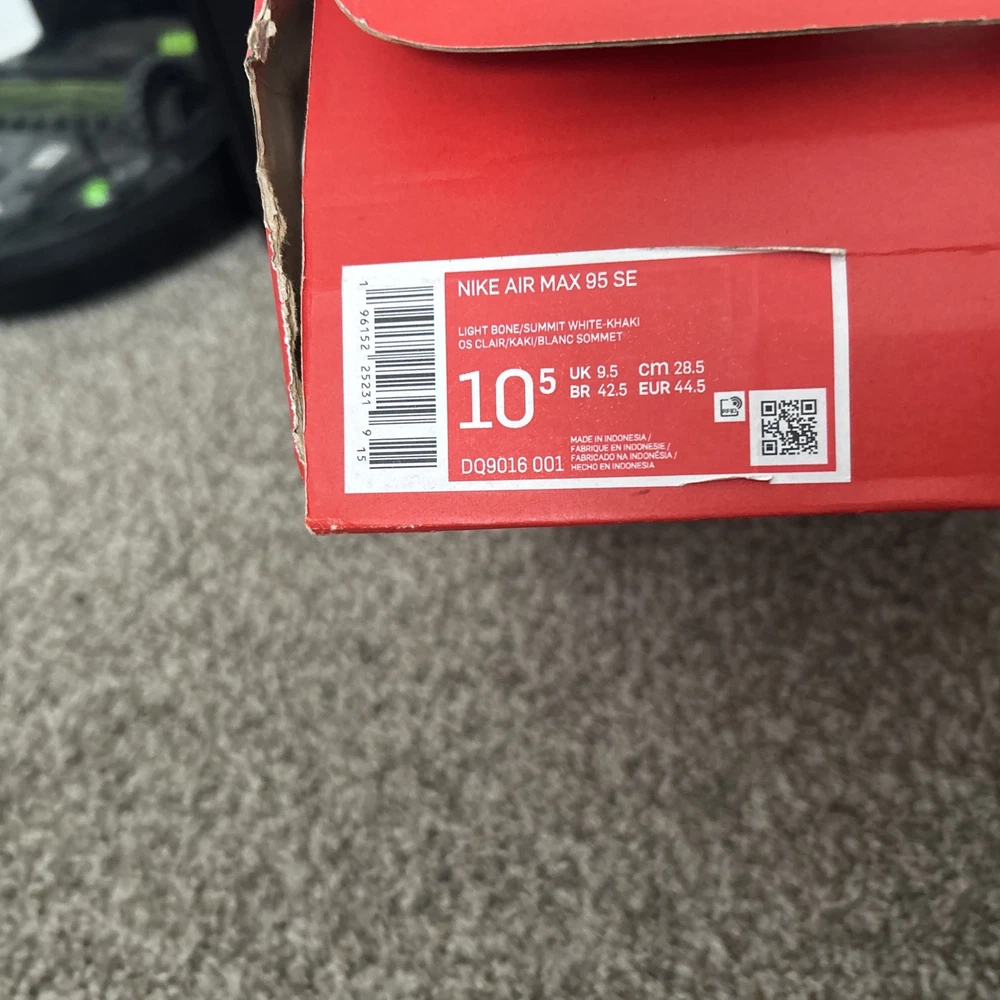 NIKE AIR MAX 95 SE
LIGHT BONE/SUMMIT WHITE-KHAKI
OS CLAIR/KAKI/BLANC SOMMET
10⁵
UK 9.5 cm 28.5
BR 42.5 EUR 44.5
DQ9016 001
MADE IN INDONESIA /
FABRIQUE EN INDONESIE /
FABRICADO NA INDONÉSIA /
HECHO EN INDONESIA
RFID
1 96152 25231 9 15